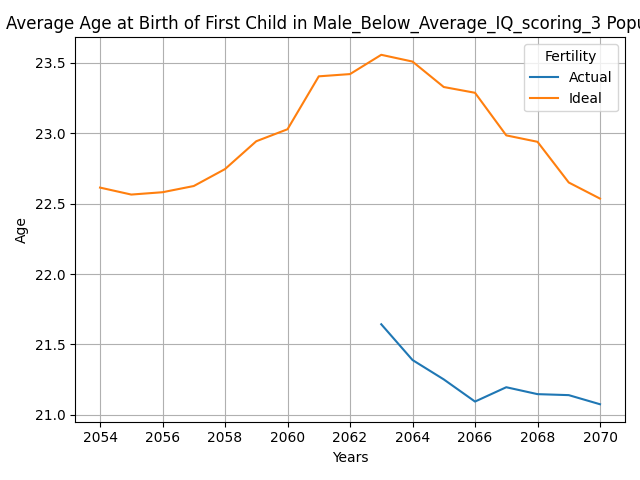 Average Age at Birth of First Child in Male_Below_Average_IQ_scoring_3 Popu
Fertility
Actual
Ideal
23.5
23.0
22.5
22.0
21.5
21.0
Age
2054 2056 2058 2060 2062 2064 2066 2068 2070
Years